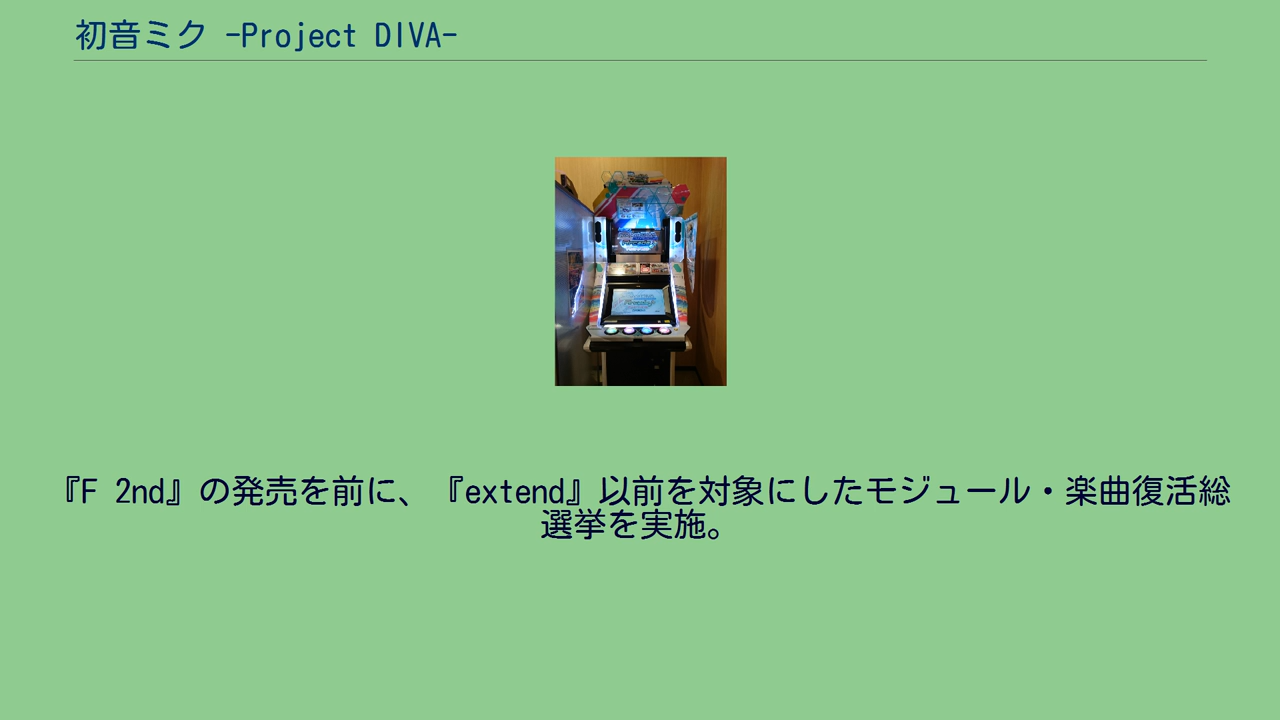 初音ミク -Project DIVA-
『F 2nd』の発売を前に、『extend』以前を対象にしたモジュール・楽曲復活総
選挙を実施。